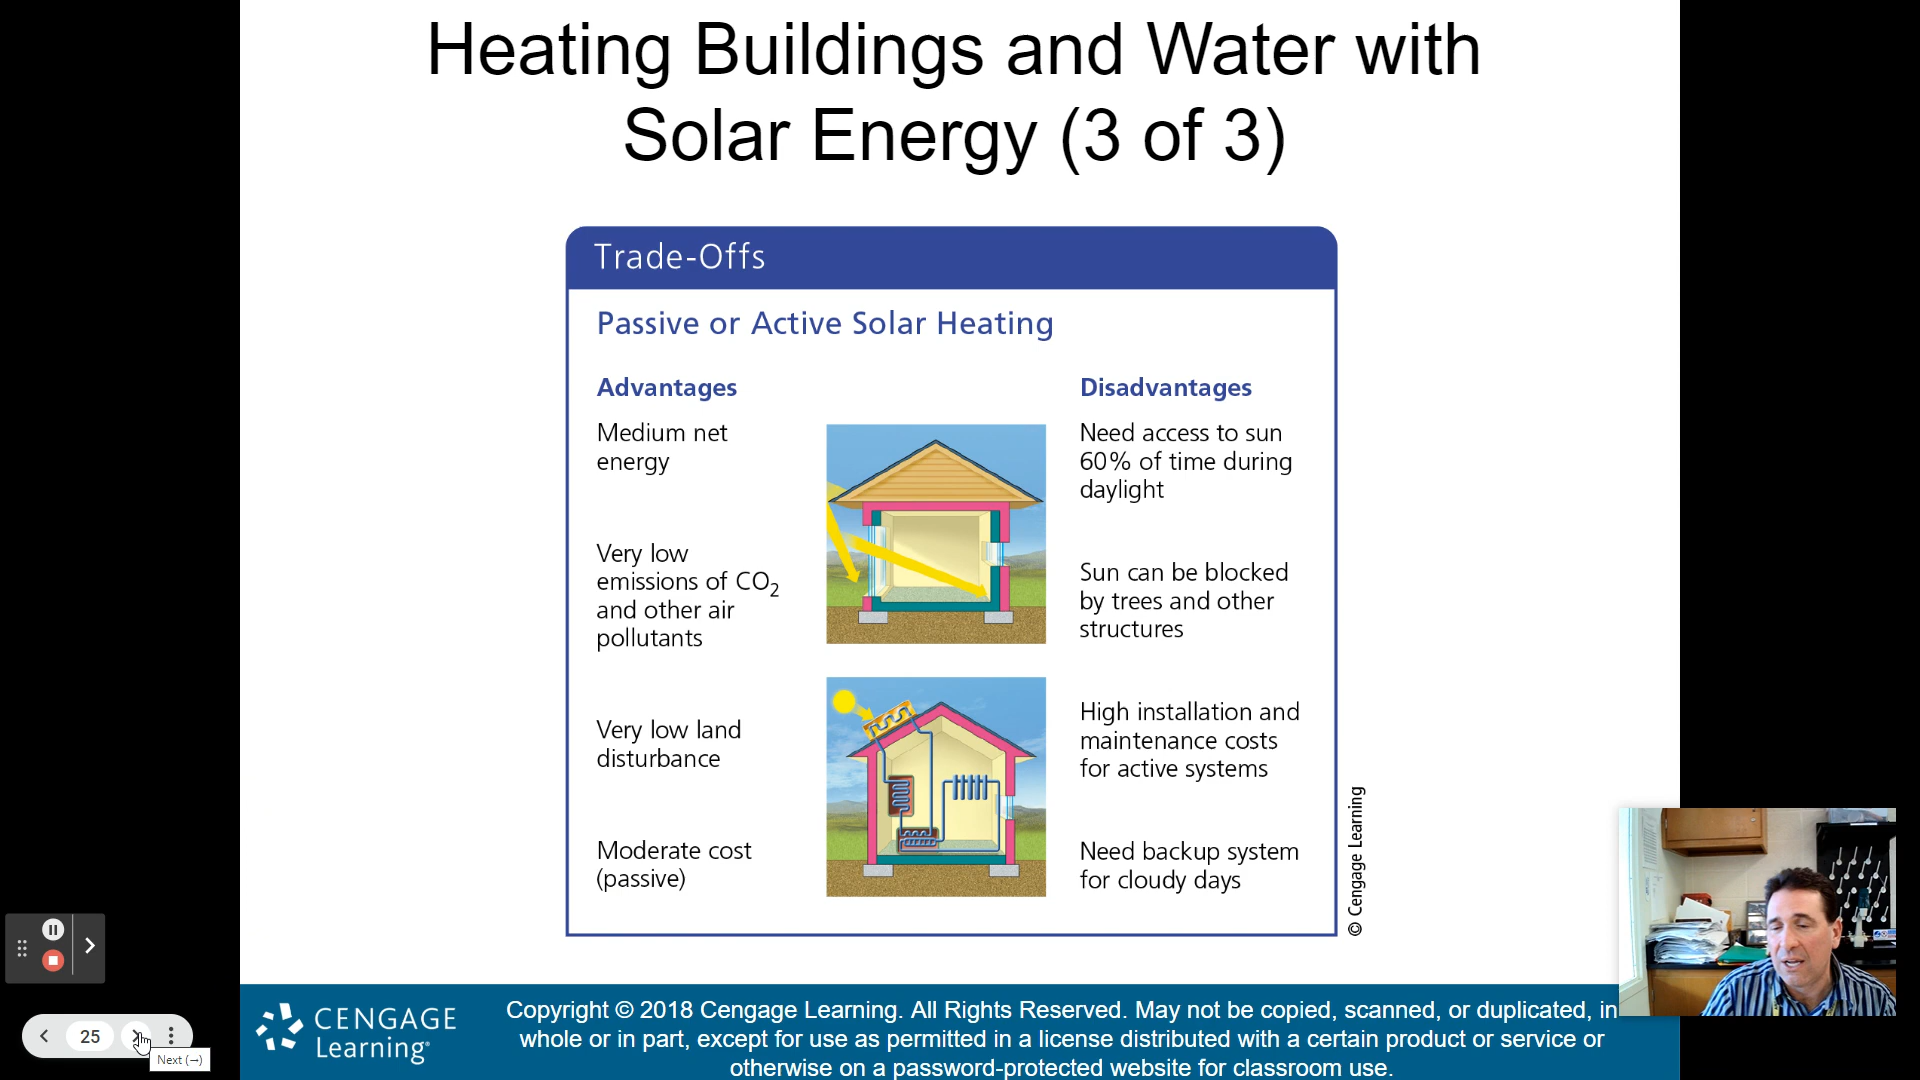 Heating Buildings and Water with
Solar Energy (3 of 3)
Trade-Offs
Passive or Active Solar Heating
Advantages
Medium net
energy
Very low
emissions of CO₂
and other air
pollutants
Very low land
disturbance
Moderate cost
(passive)
Disadvantages
Need access to sun
60% of time during
daylight
Sun can be blocked
by trees and other
structures
High installation and
maintenance costs
for active systems
Need backup system
for cloudy days
© Cengage Learning
CENGAGE
Learning®
Copyright © 2018 Cengage Learning. All Rights Reserved. May not be copied, scanned, or duplicated, in
whole or in part, except for use as permitted in a license distributed with a certain product or service or
otherwise on a password-protected website for classroom use.
25
Next (→)